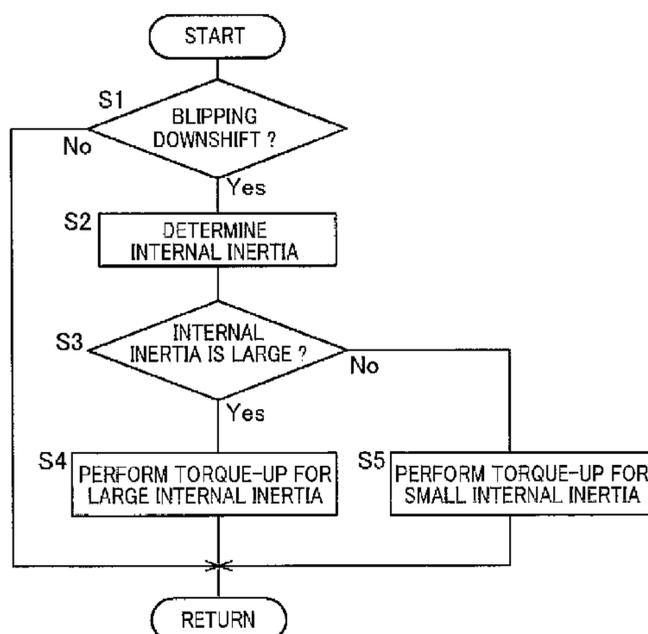 START
S1
BLIPPING
DOWNSHIFT ?
No
Yes
S2
DETERMINE
INTERNAL INERTIA
S3
INTERNAL
INERTIA IS LARGE ?
No
Yes
S4
PERFORM TORQUE-UP FOR
LARGE INTERNAL INERTIA
S5
PERFORM TORQUE-UP FOR
SMALL INTERNAL INERTIA
RETURN